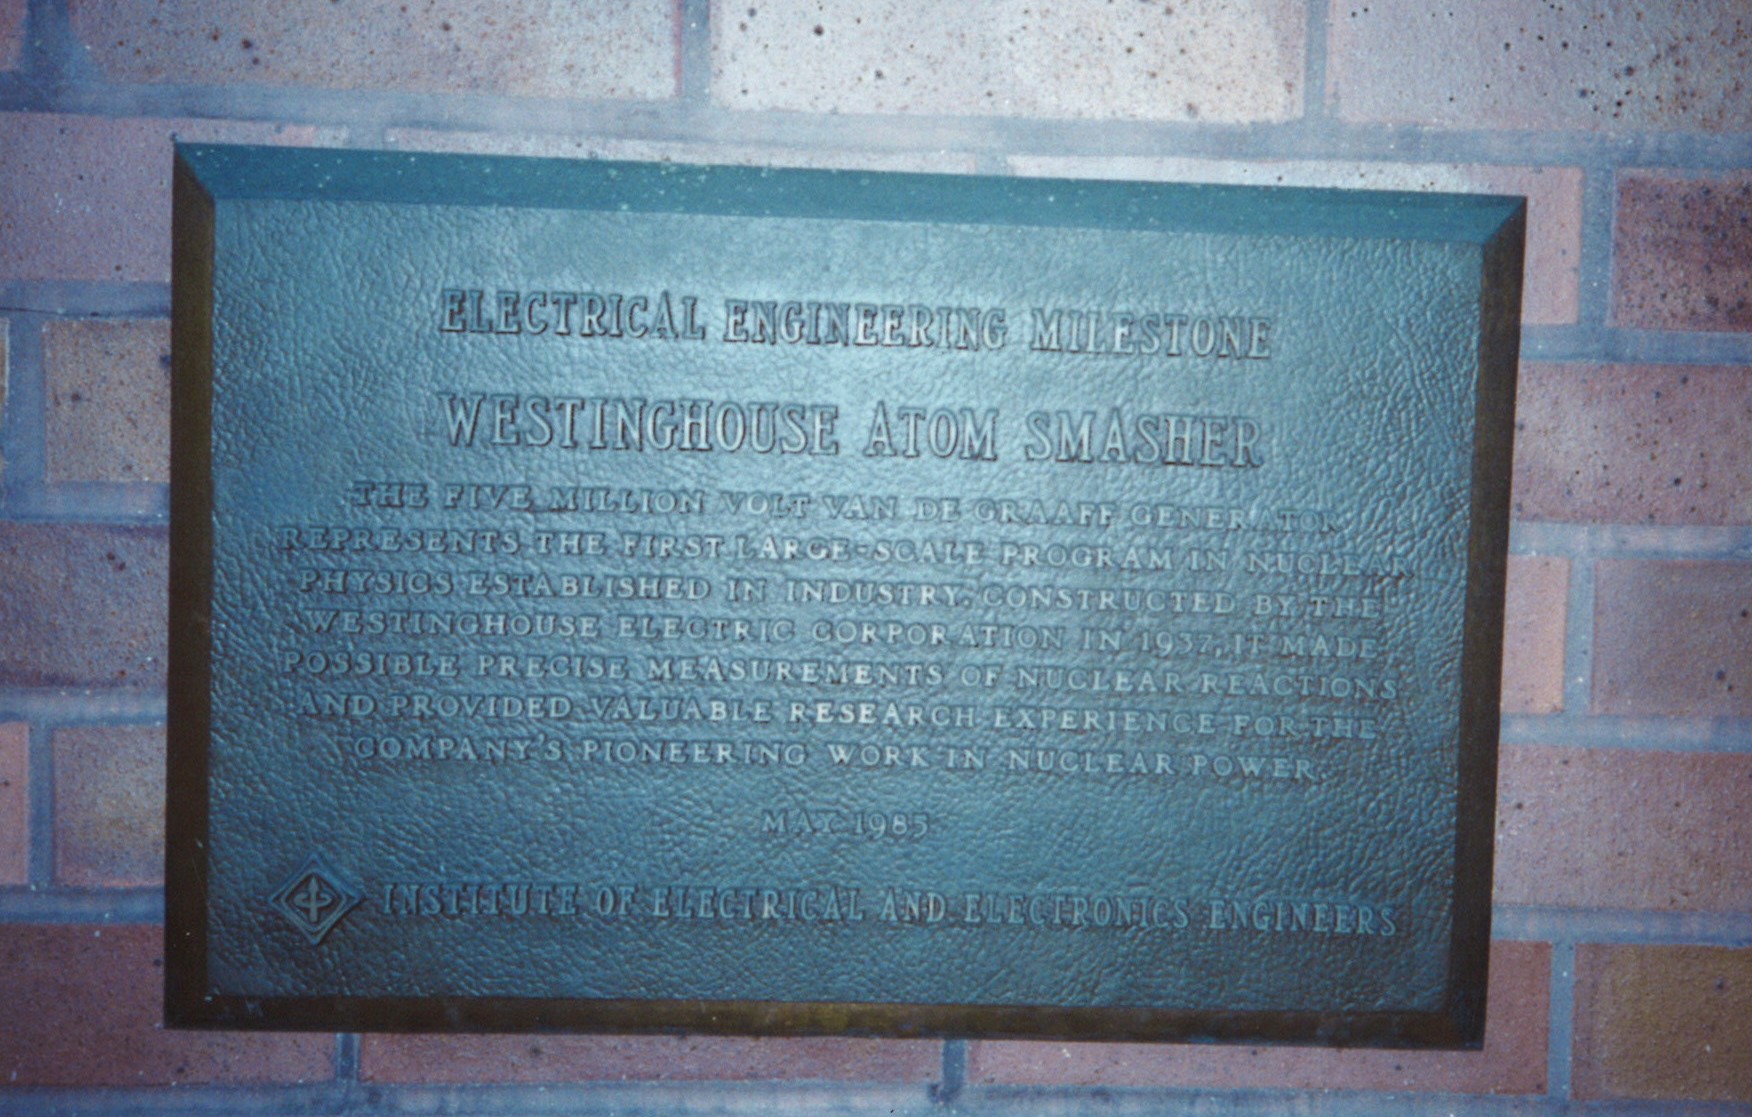 ELECTRICAL ENGINEERING MILESTONE
WESTINGHOUSE ATOM SMASHER
THE FIVE MILLION VOLT VAN DE GRAAFF GENERATOR
REPRESENTS THE FIRST LARGE-SCALE PROGRAM IN NUCLEAR
PHYSICS ESTABLISHED IN INDUSTRY. CONSTRUCTED BY THE
WESTINGHOUSE ELECTRIC CORPORATION IN 1937, IT MADE
POSSIBLE PRECISE MEASUREMENTS OF NUCLEAR REACTIONS
AND PROVIDED VALUABLE RESEARCH EXPERIENCE FOR THE
COMPANY'S PIONEERING WORK IN NUCLEAR POWER.
MAY 1985
INSTITUTE OF ELECTRICAL AND ELECTRONICS ENGINEERS